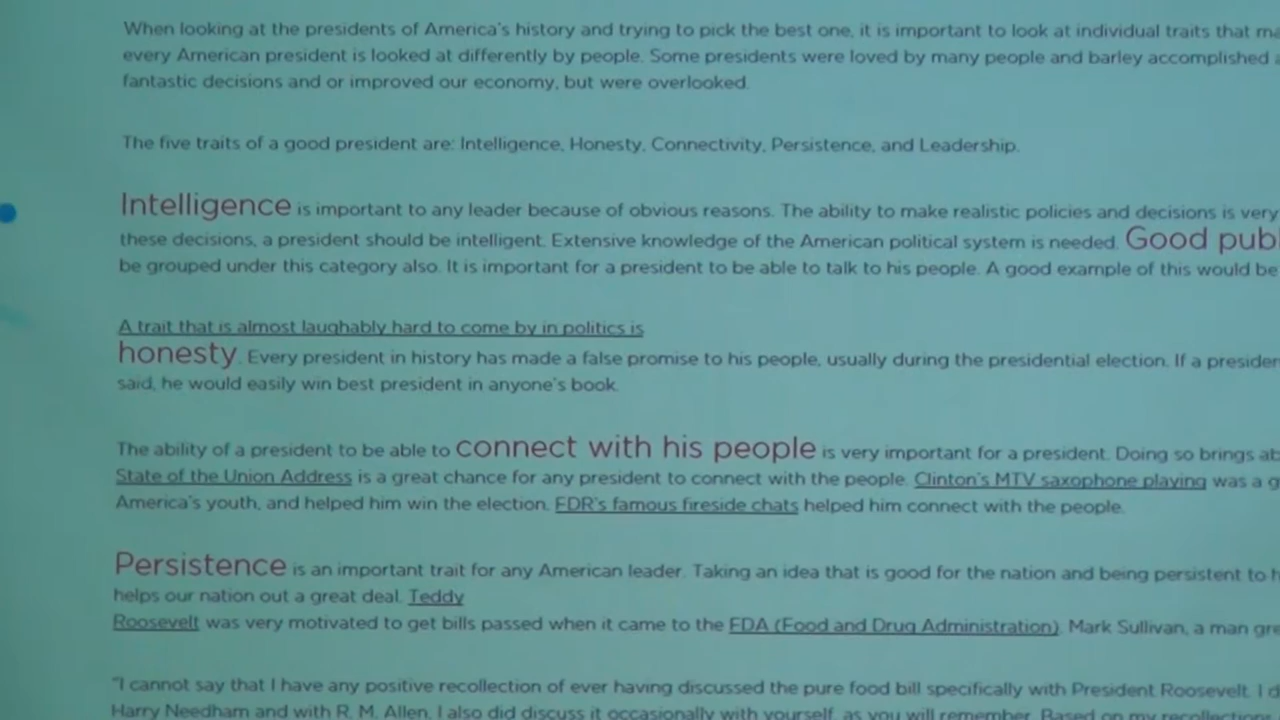 When looking at the presidents of America's history and trying to pick the best one, it is important to look at individual traits that
every American president is looked at differently by people. Some presidents were loved by many people and barley accomplished
fantastic decisions and or improved our economy, but were overlooked.
The five traits of a good president are: Intelligence, Honesty, Connectivity, Persistence, and Leadership.
Intelligence is important to any leader because of obvious reasons. The ability to make realistic policies and decisions is very
these decisions, a president should be intelligent. Extensive knowledge of the American political system is needed. Good
be grouped under this category also. It is important for a president to be able to talk to his people. A good example of this would be
A trait that is almost laughably hard to come by in politics is
honesty. Every president in history has made a false promise to his people, usually during the presidential election. If a
said, he would easily win best president in anyone's book.
The ability of a president to be able to connect with his people is very important for a president. Doing so brings
State of the Union Address is a great chance for any president to connect with the people. Clinton's MTV saxophone playing was a
America's youth, and helped him win the election. FDR's famous fireside chats helped him connect with the people.
Persistence is an important trait for any American leader. Taking an idea that is good for the nation and being persistent to
helps our nation out a great deal. Teddy
Roosevelt was very motivated to get bills passed when it came to the FDA (Food and Drug Administration). Mark Sullivan, a man
"I cannot say that I have any positive recollection of ever having discussed the pure food bill specifically with President Roosevelt. I
Harry Needham and with R. M. Allen. I also did discuss it occasionally with yourself, as you will remember. Based on my recollections